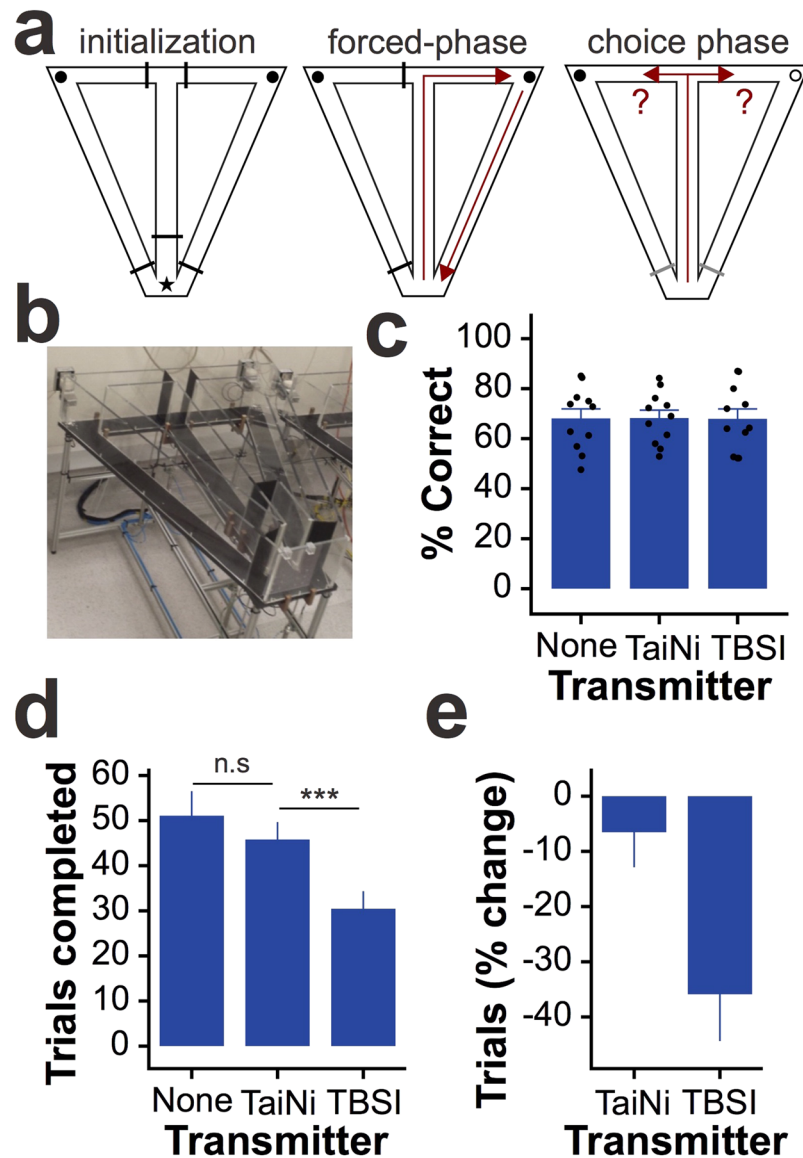 a
initialization
forced-phase
choice phase
? ?
b
c
% Correct
100
80
60
40
20
0
None TaiNi TBSI
Transmitter
d
Trials completed
60
50
40
30
20
10
0
n.s
***
None TaiNi TBSI
Transmitter
e
Trials (% change)
0
-10
-20
-30
-40
TaiNi TBSI
Transmitter